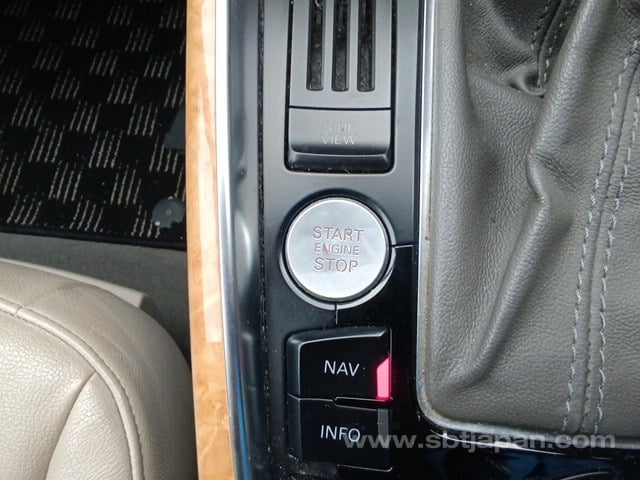 SIDE
VIEW
START
ENGINE
STOP
NAV
INFO
www.sbtjapan.com